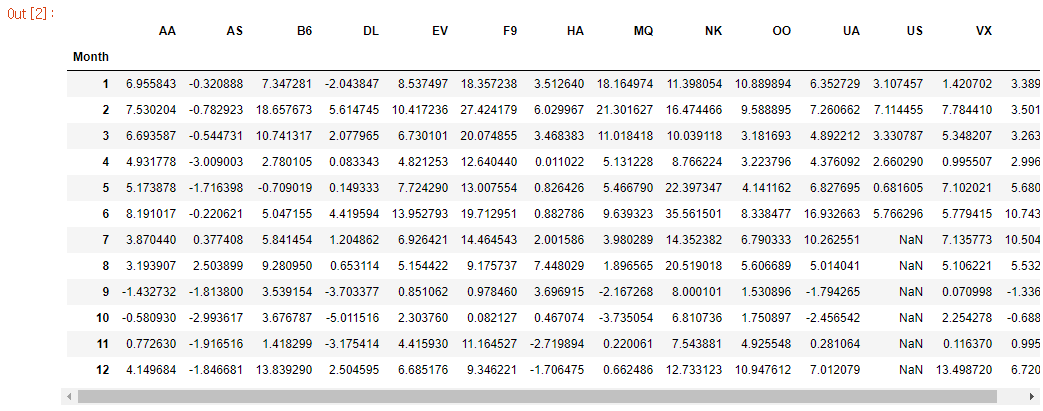 Out[2]:
AA AS B6 DL EV F9 HA MQ NK OO UA US VX
Month
1 6.955843 -0.320888 7.347281 -2.043847 8.537497 18.357238 3.512640 18.164974 11.398054 10.889894 6.352729 3.107457 1.420702 3.389
2 7.530204 -0.782923 18.657673 5.614745 10.417236 27.424179 6.029967 21.301627 16.474466 9.588895 7.260662 7.114455 7.784410 3.501
3 6.693587 -0.544731 10.741317 2.077965 6.730101 20.074855 3.468383 11.018418 10.039118 3.181693 4.892212 3.330787 5.348207 3.263
4 4.931778 -3.009003 2.780105 0.083343 4.821253 12.640440 0.011022 5.131228 8.766224 3.223796 4.376092 2.660290 0.995507 2.996
5 5.173878 -1.716398 -0.709019 0.149333 7.724290 13.007554 0.826426 5.466790 22.397347 4.141162 6.827695 0.681605 7.102021 5.680
6 8.191017 -0.220621 5.047155 4.419594 13.952793 19.712951 0.882786 9.639323 35.561501 8.338477 16.932663 5.766296 5.779415 10.743
7 3.870440 0.377408 5.841454 1.204862 6.926421 14.464543 2.001586 3.980289 14.352382 6.790333 10.262551 NaN 7.135773 10.504
8 3.193907 2.503899 9.280950 0.653114 5.154422 9.175737 7.448029 1.896565 20.519018 5.606689 5.014041 NaN 5.106221 5.532
9 -1.432732 -1.813800 3.539154 -3.703377 0.851062 0.978460 3.696915 -2.167268 8.000101 1.530896 -1.794265 NaN 0.070998 -1.336
10 -0.580930 -2.993617 3.676787 -5.011516 2.303760 0.082127 0.467074 -3.735054 6.810736 1.750897 -2.456542 NaN 2.254278 -0.688
11 0.772630 -1.916516 1.418299 -3.175414 4.415930 11.164527 -2.719894 0.220061 7.543881 4.925548 0.281064 NaN 0.116370 0.995
12 4.149684 -1.846681 13.839290 2.504595 6.685176 9.346221 -1.706475 0.662486 12.733123 10.947612 7.012079 NaN 13.498720 6.720